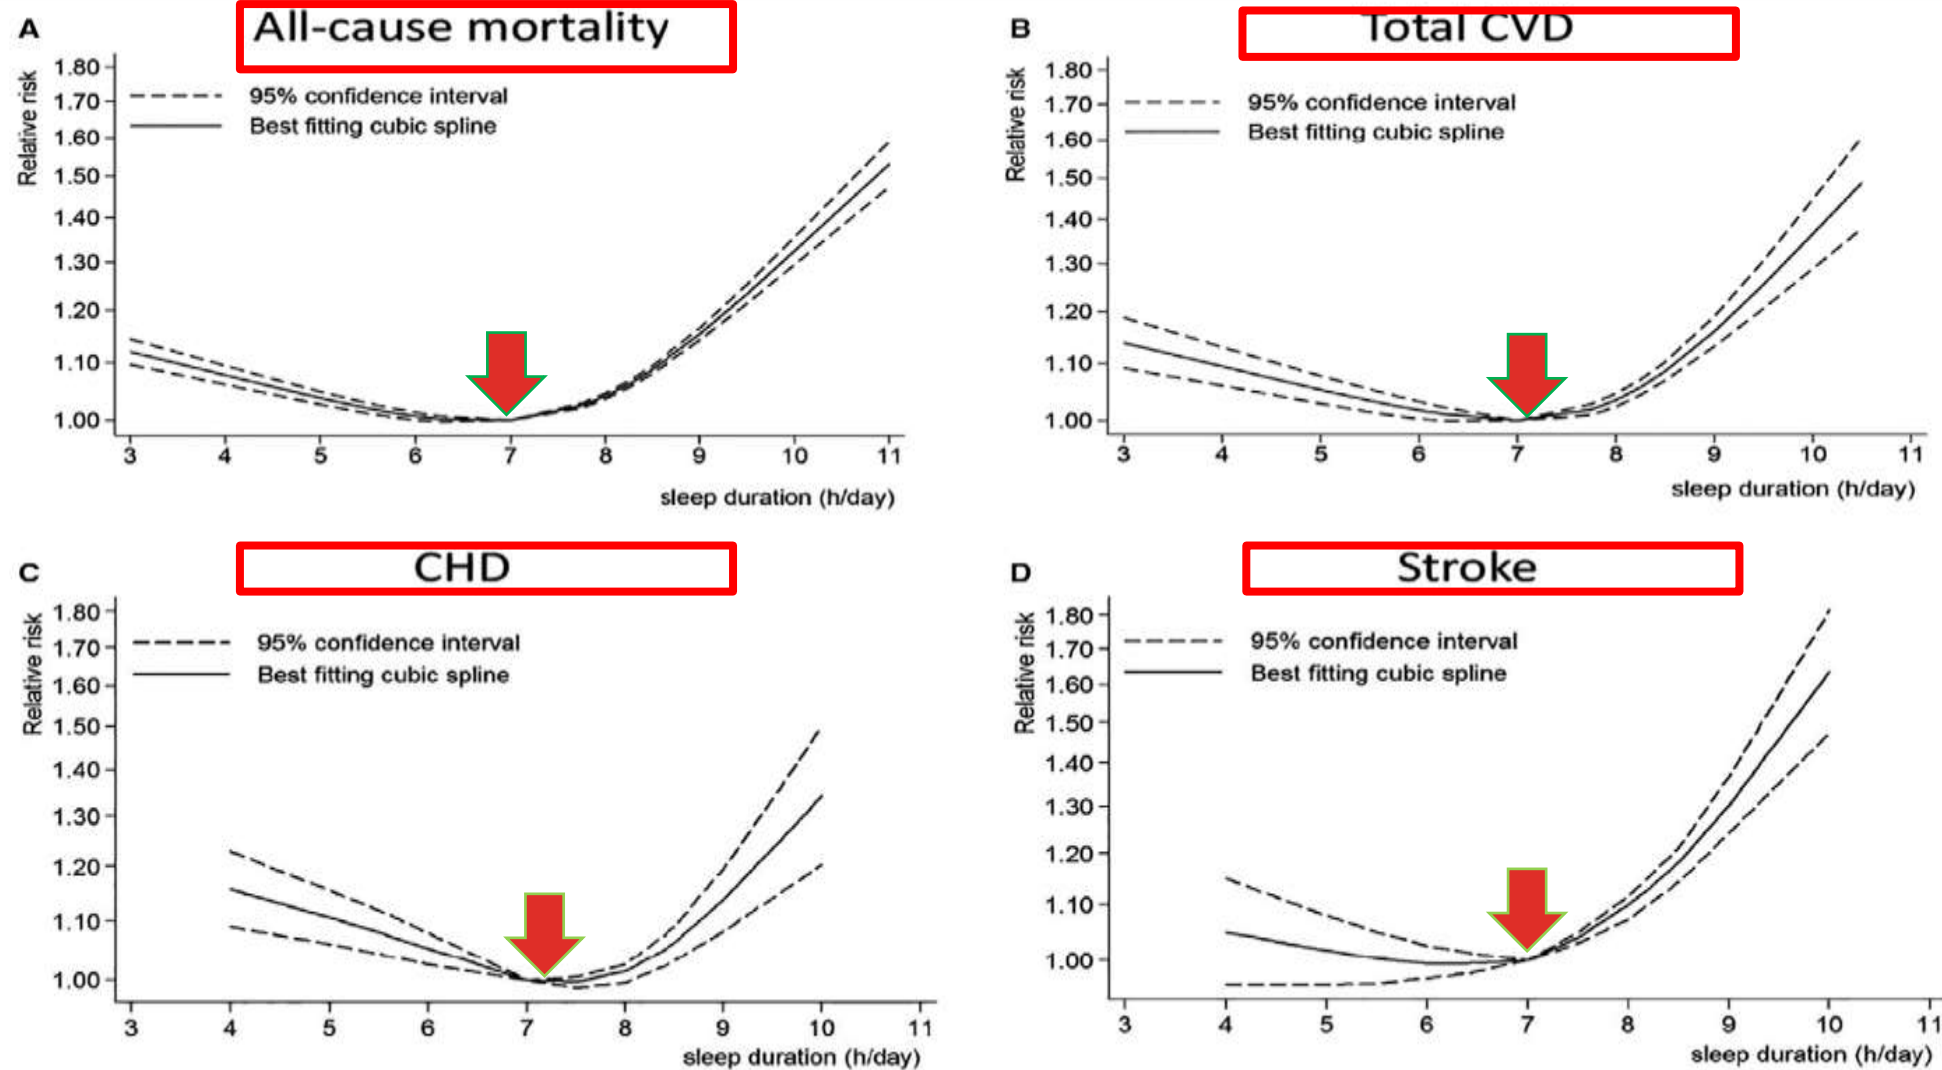 A
All-cause mortality
Relative risk
1.80
1.70
1.60
1.50
1.40
1.30
1.20
1.10
1.00
95% confidence interval
Best fitting cubic spline
3 4 5 6 7 8 9 10 11
sleep duration (h/day)
B
Total CVD
Relative risk
1.80
1.70
1.60
1.50
1.40
1.30
1.20
1.10
1.00
95% confidence interval
Best fitting cubic spline
3 4 5 6 7 8 9 10 11
sleep duration (h/day)
C
CHD
Relative risk
1.80
1.70
1.60
1.50
1.40
1.30
1.20
1.10
1.00
95% confidence interval
Best fitting cubic spline
3 4 5 6 7 8 9 10 11
sleep duration (h/day)
D
Stroke
Relative risk
1.80
1.70
1.60
1.50
1.40
1.30
1.20
1.10
1.00
95% confidence interval
Best fitting cubic spline
3 4 5 6 7 8 9 10 11
sleep duration (h/day)